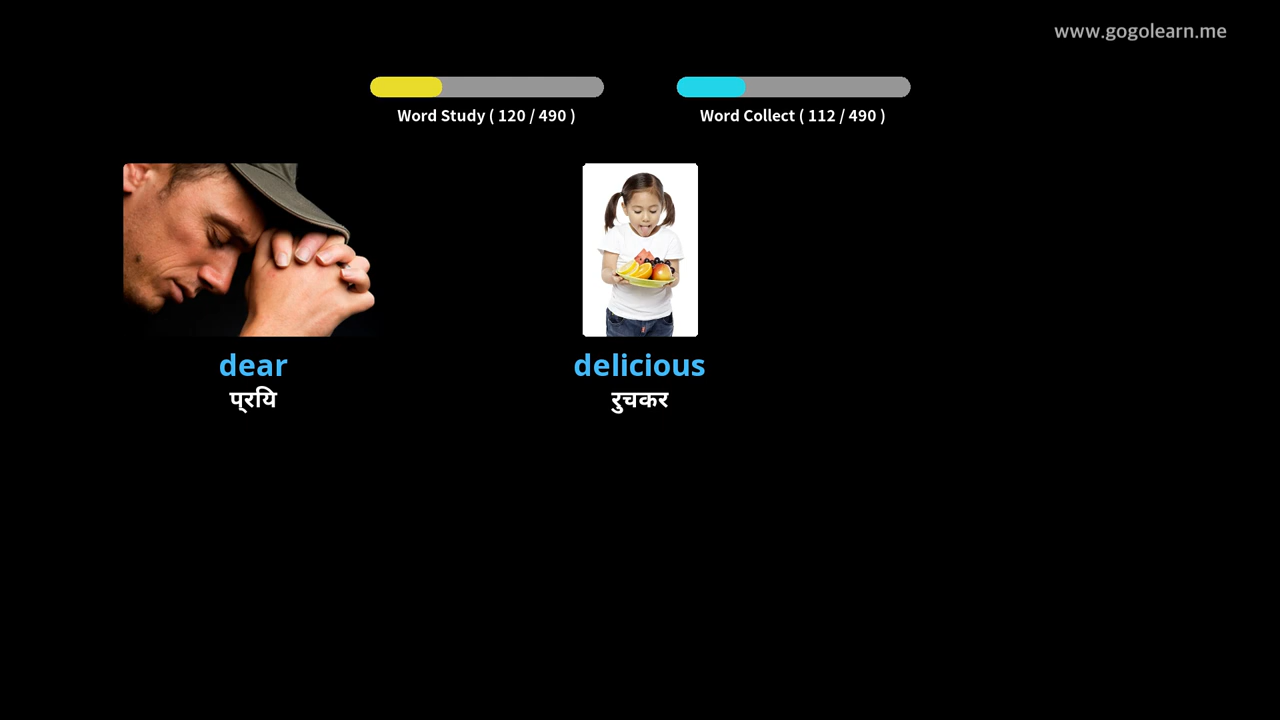 www.gogolearn.me
Word Study ( 120 / 490 )
Word Collect ( 112 / 490 )
dear
प्रयि
delicious
रुचकर